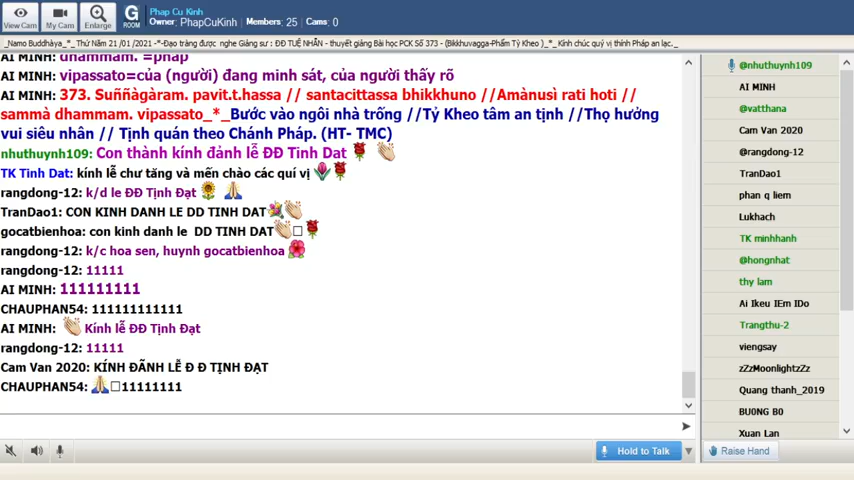 View Cam
My Cam
Enlarge
G
ROOM
Phap Cu Kinh
Owner: PhapCuKinh Members: 25 Cams: 0
_Namo Buddhàya_*_ Thứ Năm 21 /01 /2021 -*-Đạo tràng được nghe Giảng sư : ĐĐ TUỆ NHÂN - thuyết giảng Bài học PCK Số 373 - (Bikkhuvagga-Phẩm Tỳ Kheo )_*_ Kính chúc quý vị thính Pháp an lạc._
AI MINH: dhammam. =pháp
AI MINH: vipassato=của (người) đang minh sát, của người thấy rõ
AI MINH: 373. Suññàgàram. pavit.t.hassa // santacittassa bhikkhuno //Amànusì rati hoti //
sammà dhammam. vipassato_*_Bước vào ngôi nhà trống //Tỷ Kheo tâm an tịnh //Thọ hưởng
vui siêu nhân // Tịnh quán theo Chánh Pháp. (HT- TMC)
nhuthuynh109: Con thành kính đảnh lễ ĐĐ Tinh Dat
TK Tinh Dat: kính lễ chư tăng và mến chào các quí vị
rangdong-12: k/d le ĐĐ Tịnh Đạt
TranDao1: CON KINH DANH LE DD TINH DAT
gocatbienhoa: con kinh danh le DD TINH DAT
rangdong-12: k/c hoa sen, huynh gocatbienhoa
rangdong-12: 11111
AI MINH: 111111111
CHAUPHAN54: 111111111111
AI MINH: Kính lễ ĐĐ Tịnh Đạt
rangdong-12: 11111
Cam Van 2020: KÍNH ĐÃNH LỄ Đ Đ TỊNH ĐẠT
CHAUPHAN54: 11111111
Hold to Talk
@nhuthuynh109
AI MINH
@vatthana
Cam Van 2020
@rangdong-12
TranDao1
phan q liem
Lukhach
TK minhhanh
@hongnhat
thy lam
Ai Ikeu IEm IDo
Trangthu-2
viengsay
zZzMoonlightzZz
Quang thanh_2019
BU0NG B0
Xuan Lan
Raise Hand